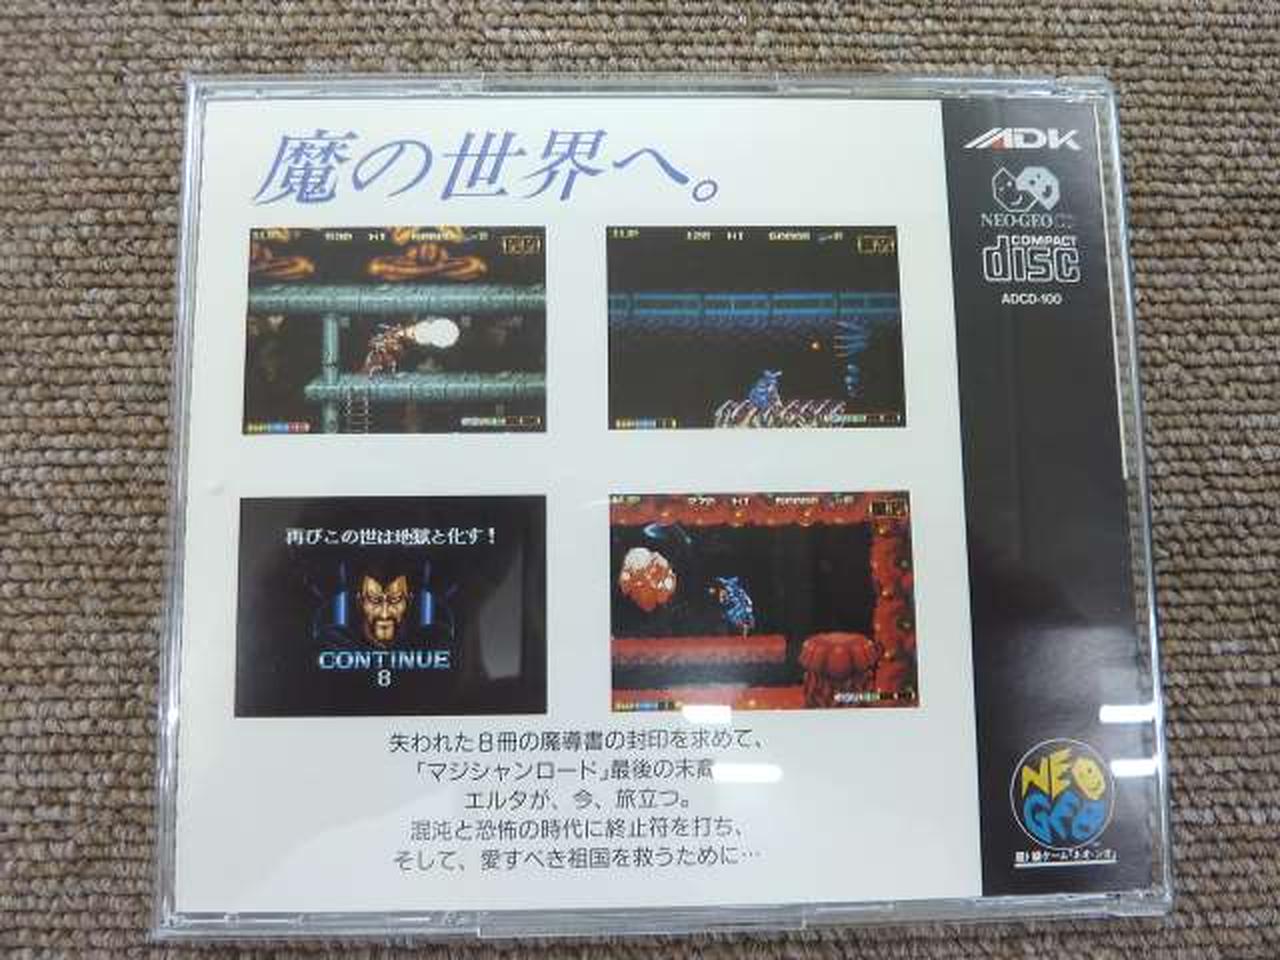 魔の世界へ。
ADK
NEO·GEO
COMPACT
disc
ADCD-100
再びこの世は地獄と化す!
CONTINUE
8
失われた8冊の魔導書の封印を求めて、
「マジシャンロード」最後の末裔
エルタが、今、旅立つ。
混沌と恐怖の時代に終止符を打ち、
そして、愛すべき祖国を救うために…
NEO
GEO